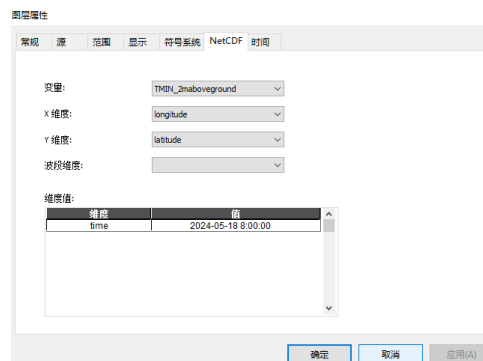 图层属性
常规 源 范围 显示 符号系统 NetCDF 时间
变量: TMIN_2maboveground
X 维度: longitude
Y 维度: latitude
波段维度:
维度值:
维度 值
time 2024-05-18 8:00:00
确定 取消 应用(A)